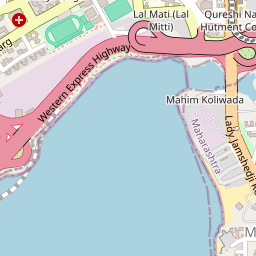 Lal Mati (Lal
Mitti)
Qureshi Na
Hutment Co
arg
Western Express Highway
Mahim Koliwada
Maharashtra
Lady Jamshedji R
M